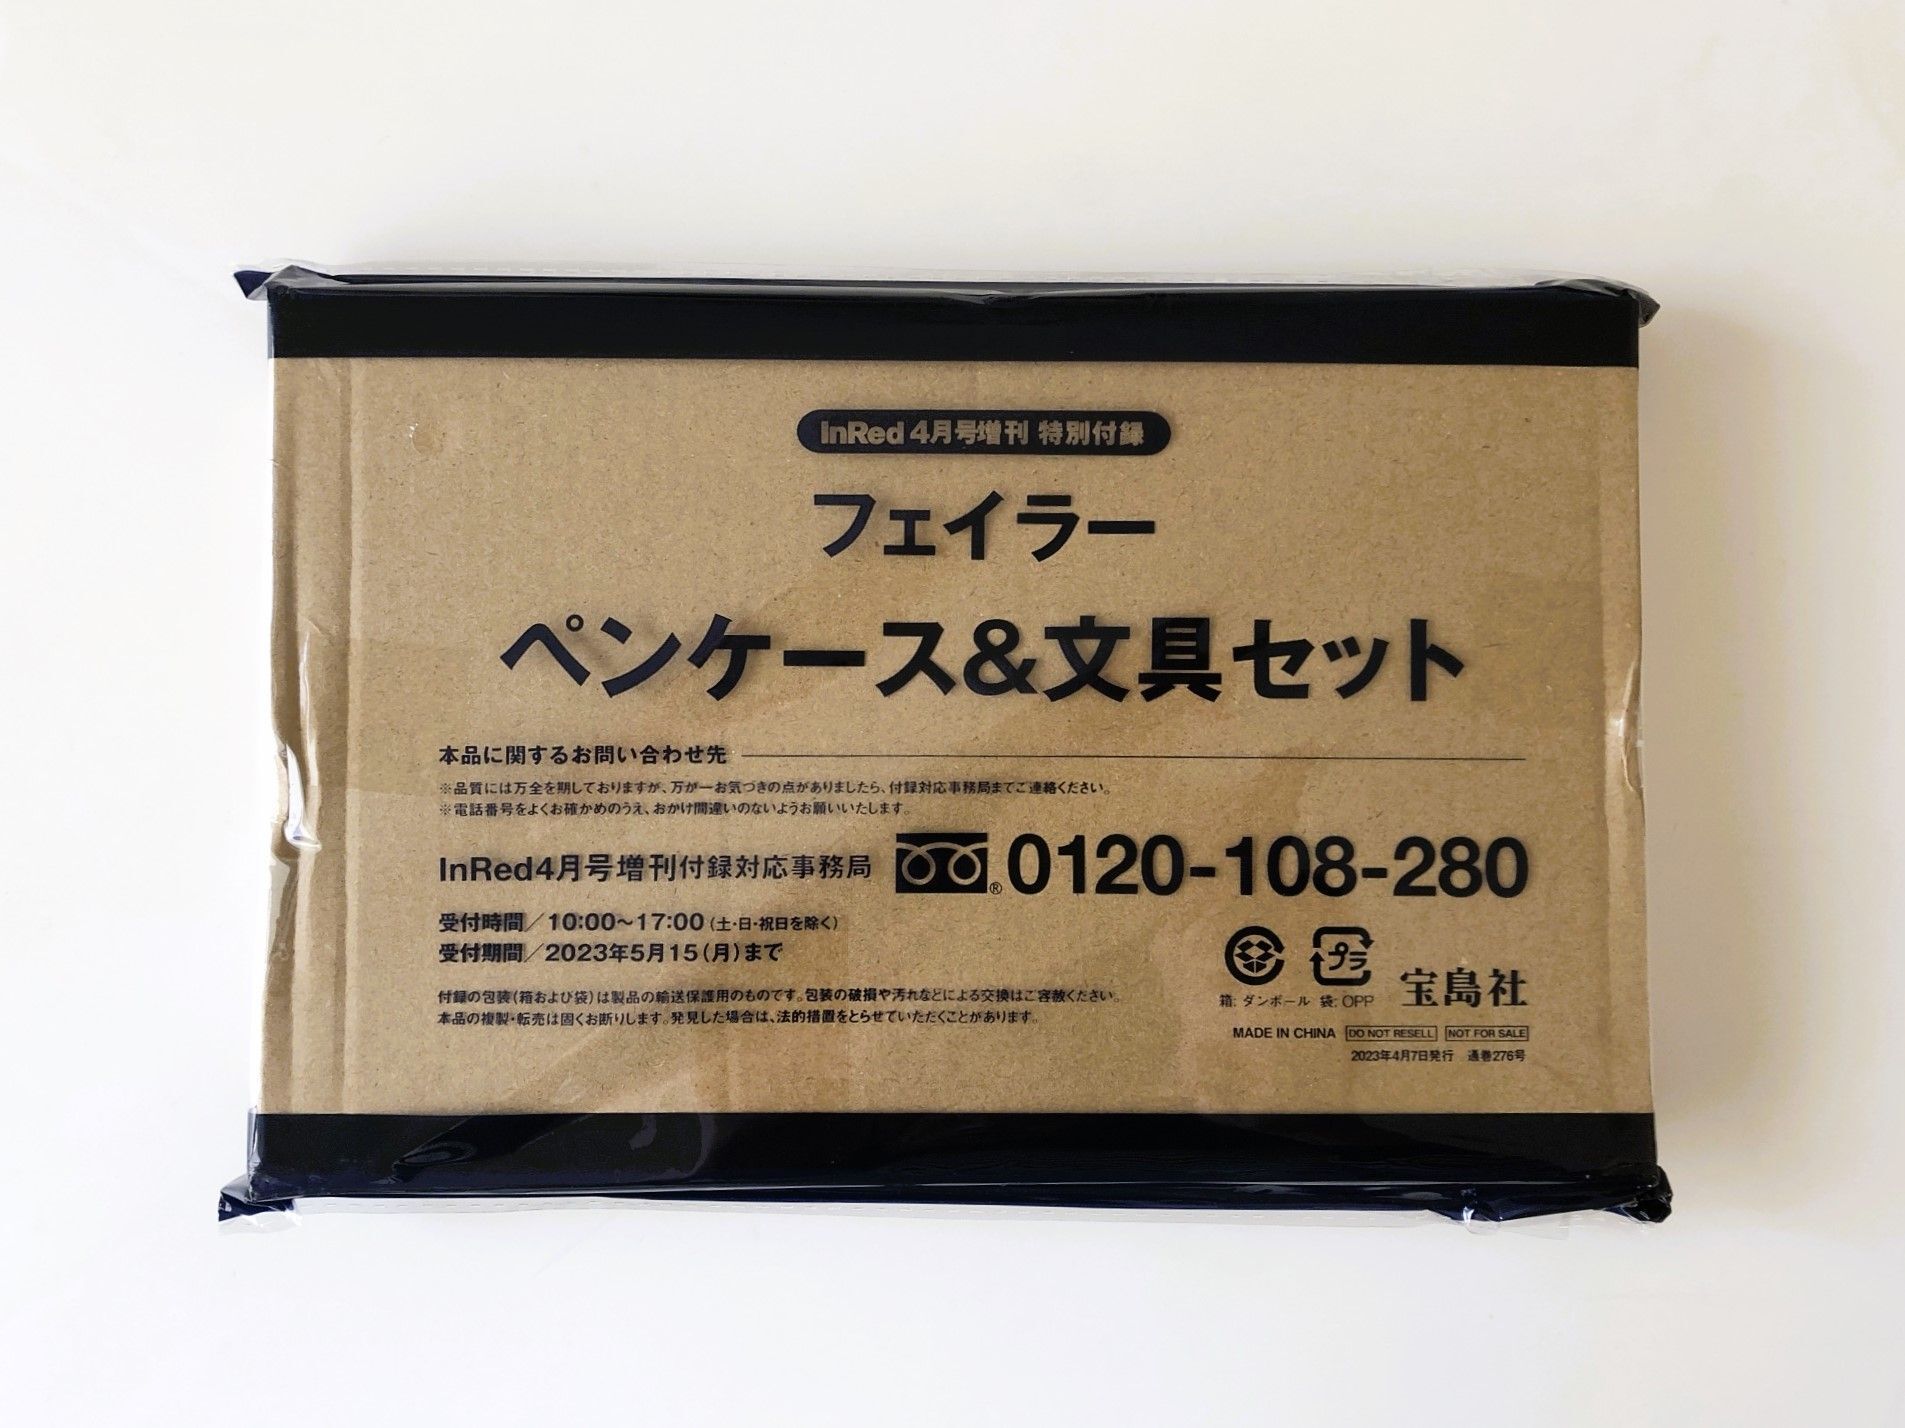 InRed 4月号増刊 特別付録
フェイラー
ペンケース&文具セット
本品に関するお問い合わせ先
※品質には万全を期しておりますが、万が一お気づきの点がありましたら、付録対応事務局までご連絡ください。
※電話番号をよくお確かめのうえ、おかけ間違いのないようお願いいたします。
InRed4月号増刊付録対応事務局 ® 0120-108-280
受付時間／10:00〜17:00（土・日・祝日を除く）
受付期間／2023年5月15（月）まで
プラ
付録の包装（箱および袋）は製品の輸送保護用のものです。包装の破損や汚れなどによる交換はご容赦ください。
本品の複製・転売は固くお断りします。発見した場合は、法的措置をとらせていただくことがあります。
箱: ダンボール 袋: OPP
宝島社
MADE IN CHINA DO NOT RESELL NOT FOR SALE
2023年4月7日発行 通巻276号